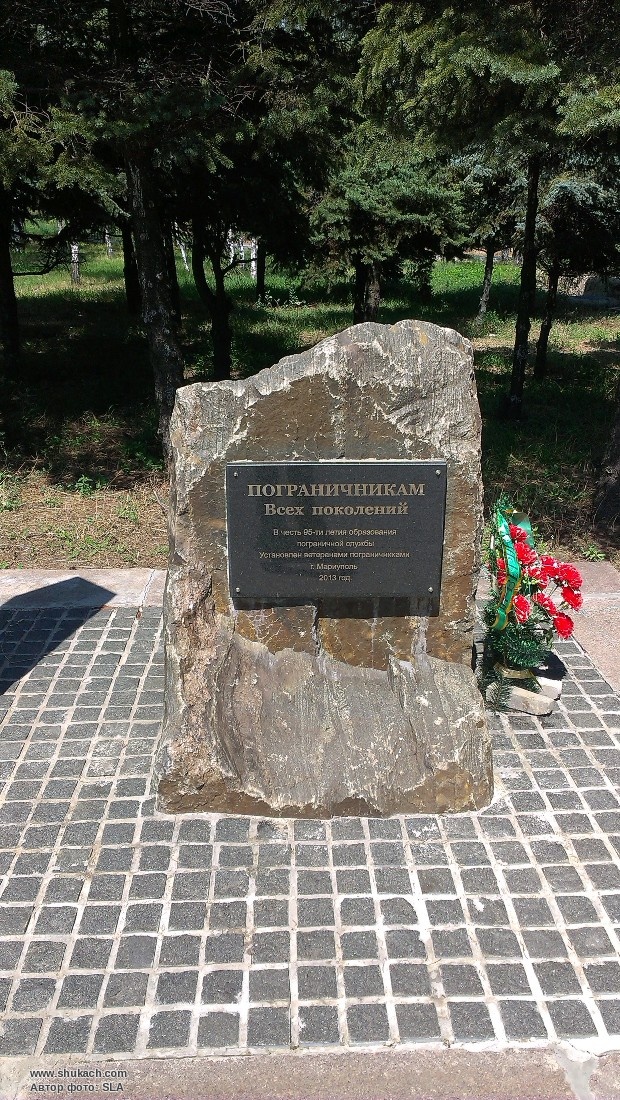 ПОГРАНИЧНИКАМ
Всех поколений
В честь 95-ти летия образования
пограничной службы
Установлен ветеранами пограничниками
г. Мариуполь
2013 год.
www.shukach.com
Автор фото: SLA